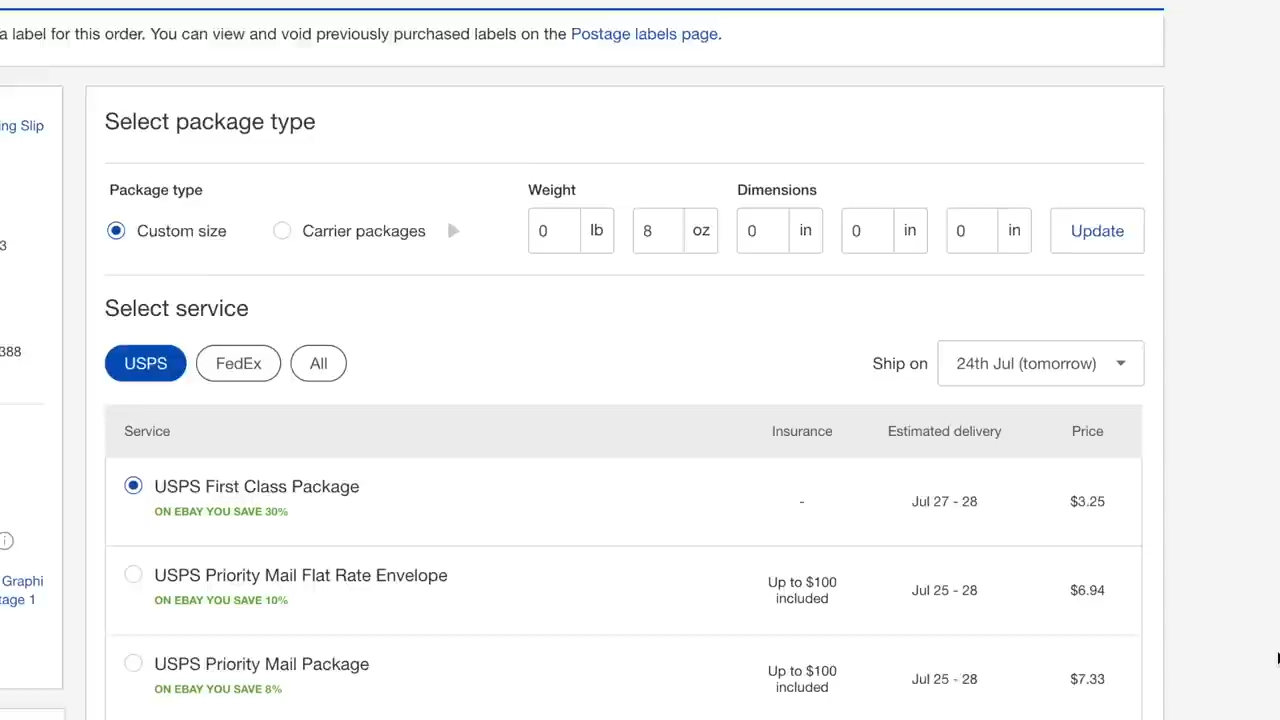 a label for this order. You can view and void previously purchased labels on the Postage labels page.
ing Slip
3
388
Graphi
tage 1
Select package type
Package type Weight Dimensions
Custom size Carrier packages 0 lb 8 oz 0 in 0 in 0 in Update
Select service
USPS FedEx All Ship on 24th Jul (tomorrow)
Service Insurance Estimated delivery Price
USPS First Class Package
ON EBAY YOU SAVE 30%
- Jul 27 - 28 $3.25
USPS Priority Mail Flat Rate Envelope
ON EBAY YOU SAVE 10%
Up to $100
included
Jul 25 - 28 $6.94
USPS Priority Mail Package
ON EBAY YOU SAVE 8%
Up to $100
included
Jul 25 - 28 $7.33